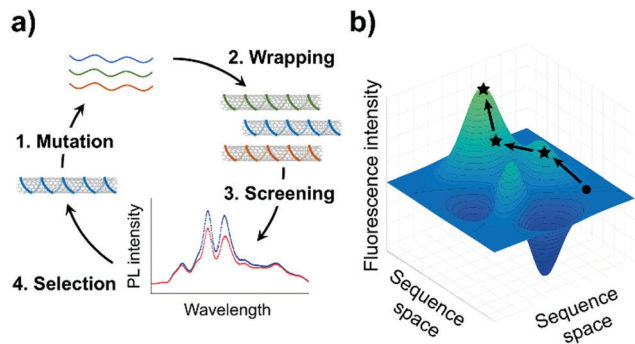 a)
2. Wrapping
1. Mutation
3. Screening
PL intensity
4. Selection
Wavelength
b)
Fluorescence intensity
Sequence
space
Sequence
space